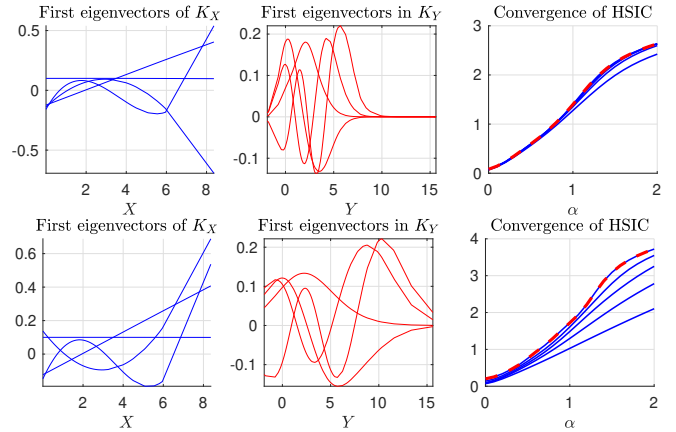 First eigenvectors of K_X
First eigenvectors in K_Y
Convergence of HSIC
0.5
0
-0.5
2 4 6 8
X
0.2
0.1
0
-0.1
0 5 10 15
Y
3
2
1
0
0 1 2
α
First eigenvectors of K_X
First eigenvectors in K_Y
Convergence of HSIC
0.6
0.4
0.2
0
2 4 6 8
X
0.2
0.1
0
-0.1
0 5 10 15
Y
4
3
2
1
0
0 1 2
α